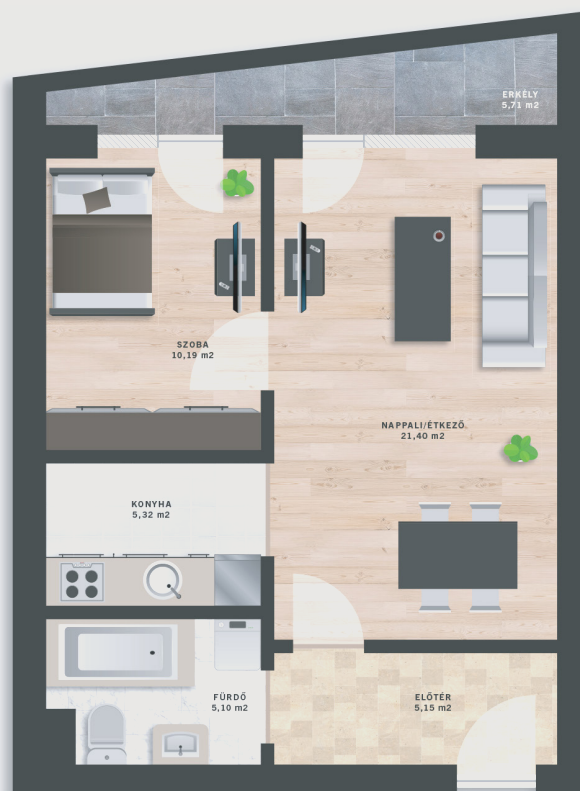 ERKÉLY
5,71 m2
SZOBA
10,19 m2
NAPPALI/ÉTKEZŐ
21,40 m2
KONYHA
5,32 m2
FÜRDŐ
5,10 m2
ELŐTÉR
5,15 m2